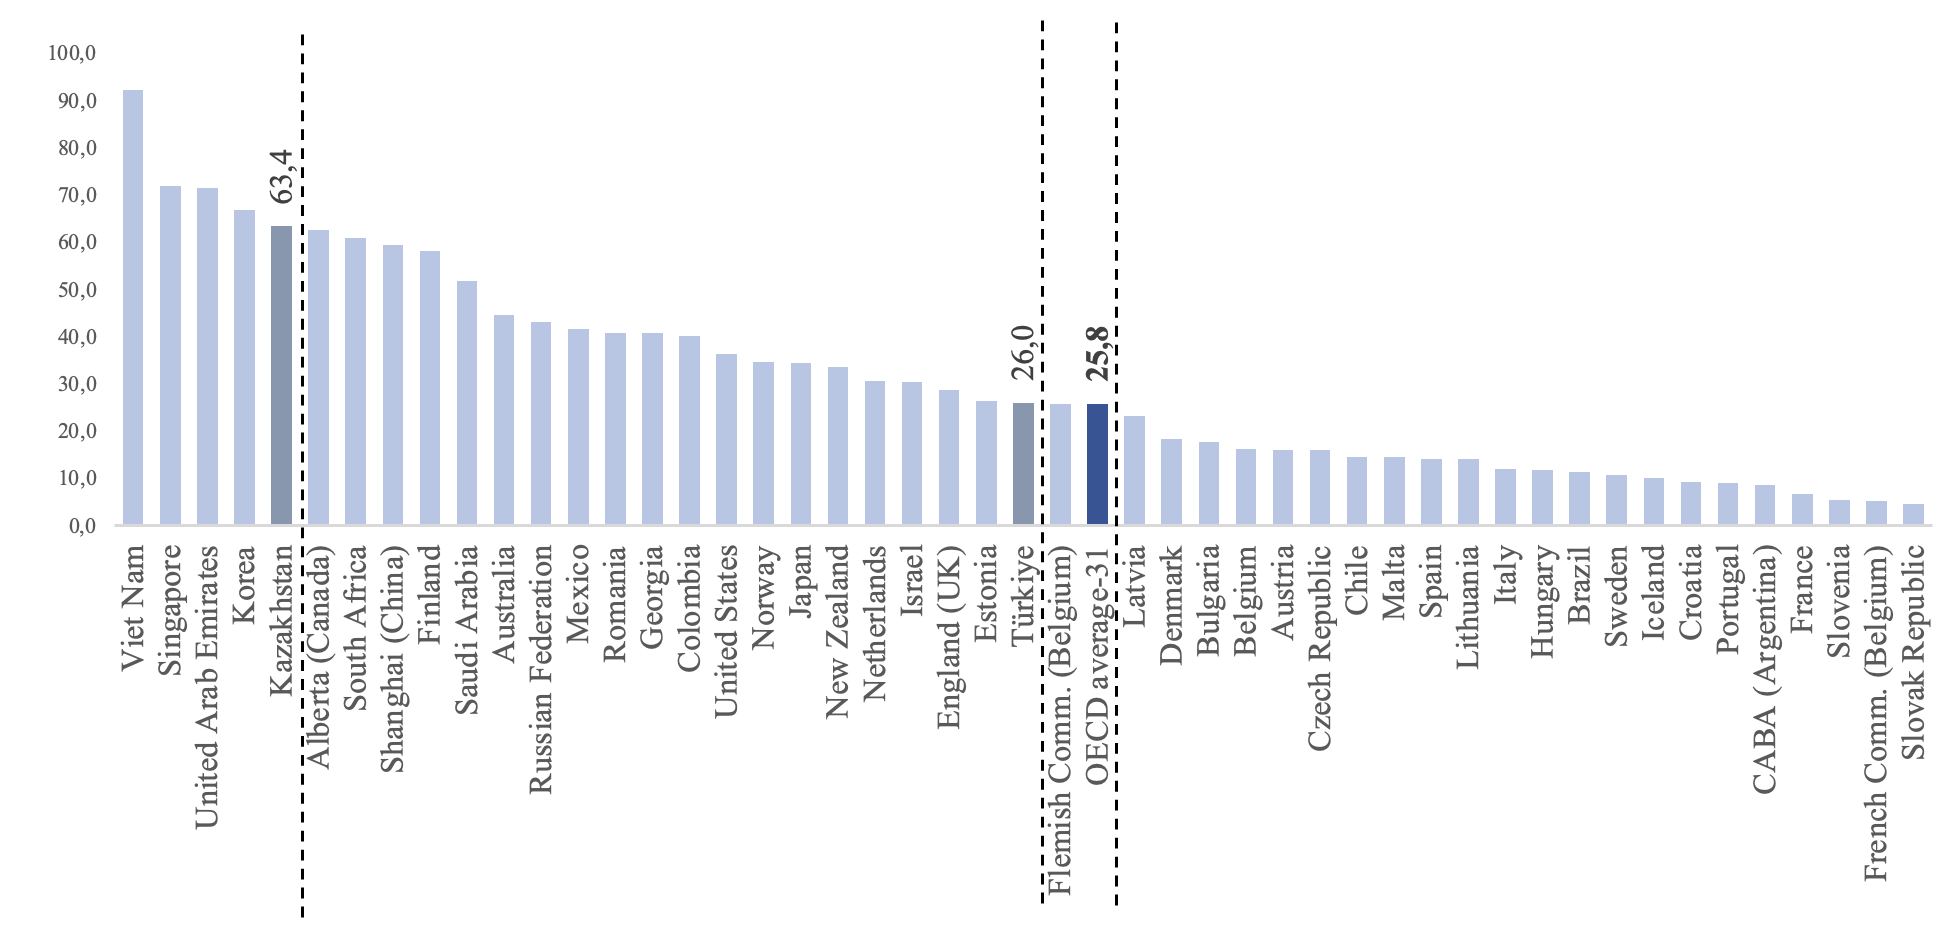 100,0
90,0
80,0
70,0
60,0
50,0
40,0
30,0
20,0
10,0
0,0
63,4
26,0
25,8
Viet Nam
Singapore
United Arab Emirates
Korea
Kazakhstan
Alberta (Canada)
South Africa
Shanghai (China)
Finland
Saudi Arabia
Australia
Russian Federation
Mexico
Romania
Georgia
Colombia
United States
Norway
Japan
New Zealand
Netherlands
Israel
England (UK)
Estonia
Türkiye
Flemish Comm. (Belgium)
OECD average-31
Latvia
Denmark
Bulgaria
Belgium
Austria
Czech Republic
Chile
Malta
Spain
Lithuania
Italy
Hungary
Brazil
Sweden
Iceland
Croatia
Portugal
CABA (Argentina)
France
Slovenia
French Comm. (Belgium)
Slovak Republic